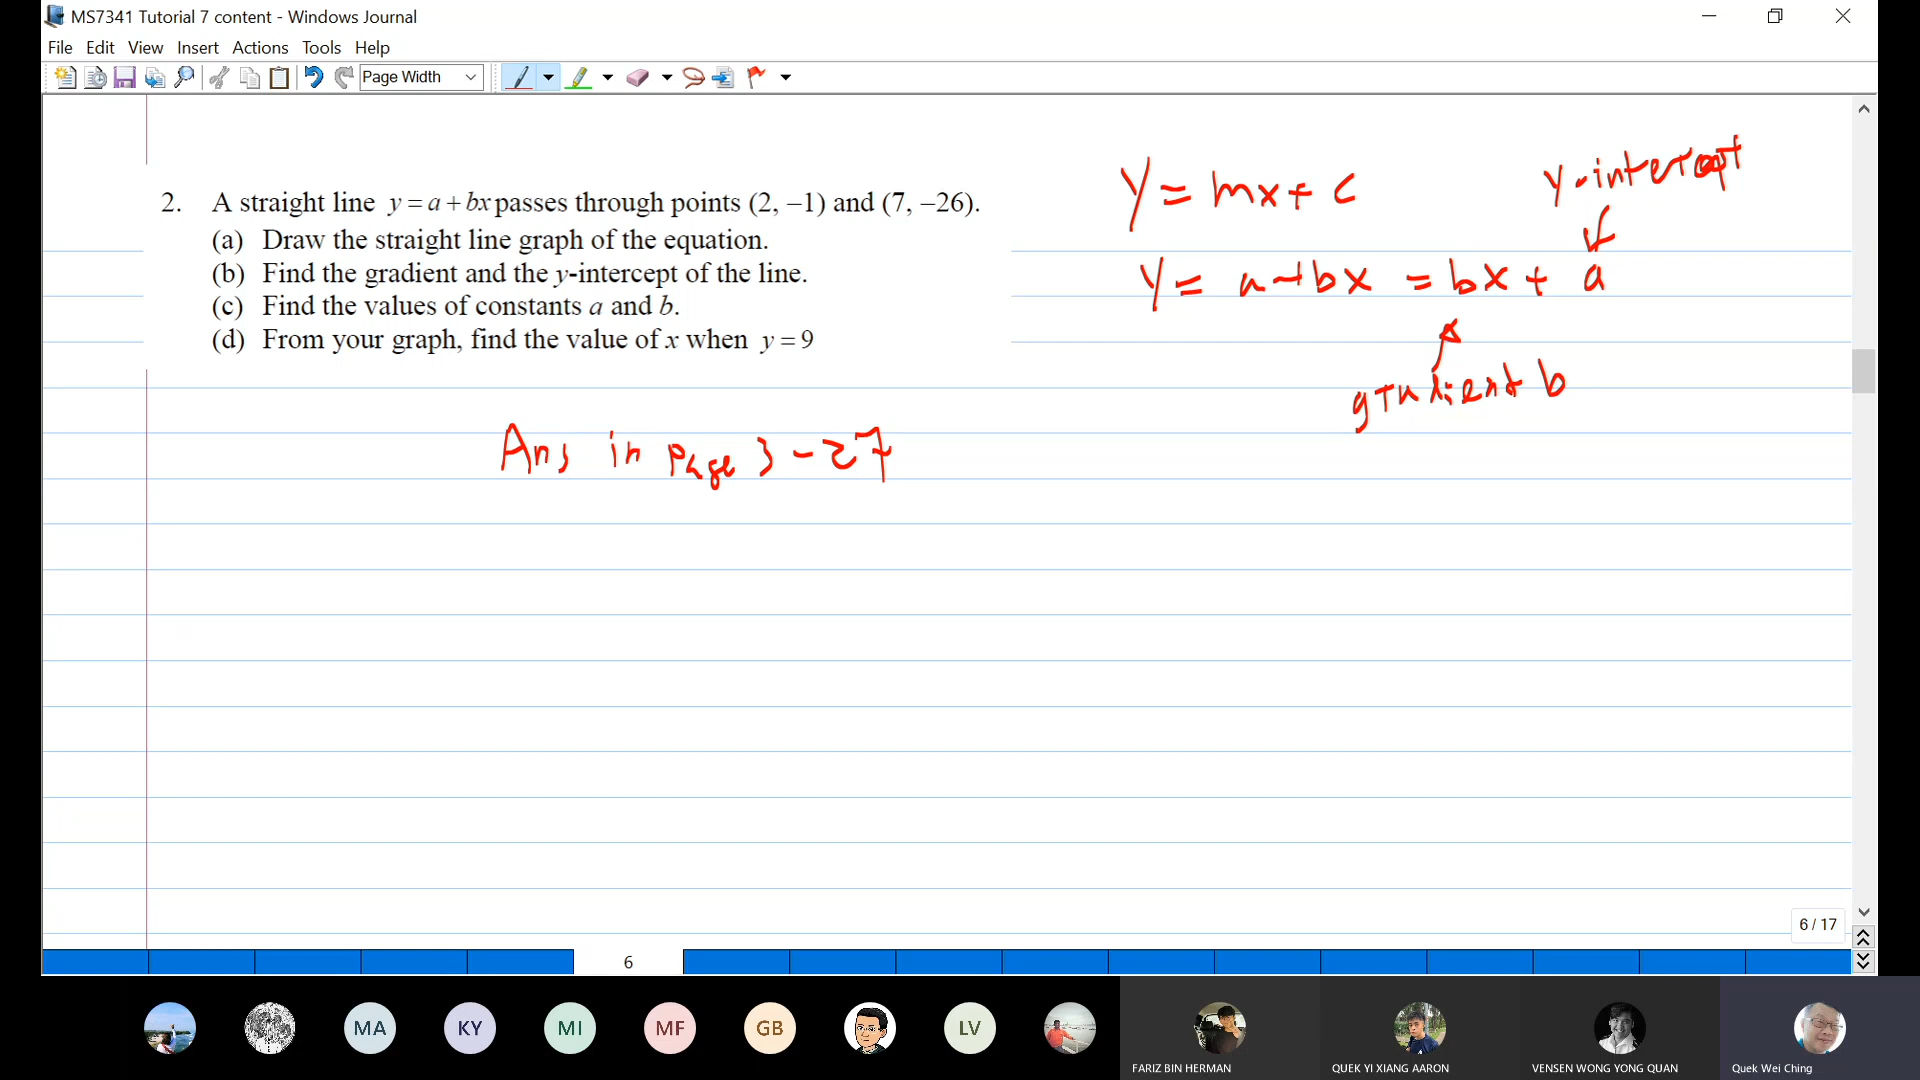 MS7341 Tutorial 7 content - Windows Journal
File Edit View Insert Actions Tools Help
Page Width
2. A straight line y = a + bx passes through points (2, –1) and (7, –26).
(a) Draw the straight line graph of the equation.
(b) Find the gradient and the y-intercept of the line.
(c) Find the values of constants a and b.
(d) From your graph, find the value of x when y = 9
y = mx + c
y-intercept
y = a + bx = bx + a
gradient b
Ans in page 3 - 27
6 / 17
6
MA KY MI MF GB LV
FARIZ BIN HERMAN QUEK YI XIANG AARON VENSEN WONG YONG QUAN Quek Wei Ching